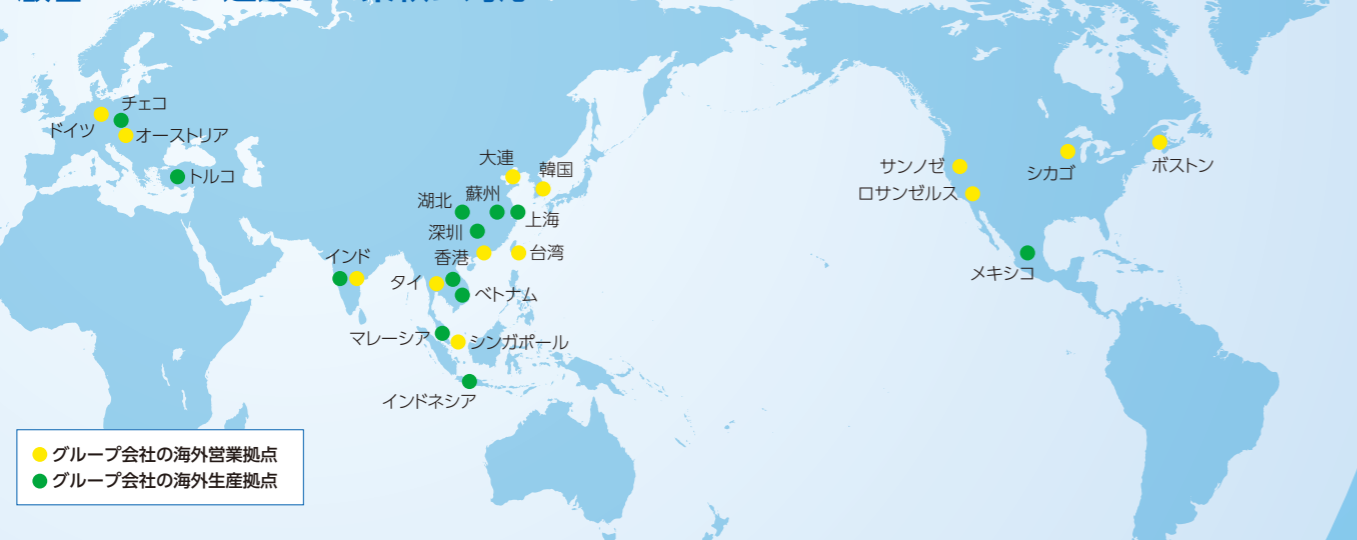 チェコ
ドイツ
オーストリア
トルコ
大連
韓国
湖北
蘇州
上海
深圳
香港
台湾
インド
タイ
ベトナム
マレーシア
シンガポール
インドネシア
サンノゼ
ロサンゼルス
シカゴ
ボストン
メキシコ
グループ会社の海外営業拠点
グループ会社の海外生産拠点